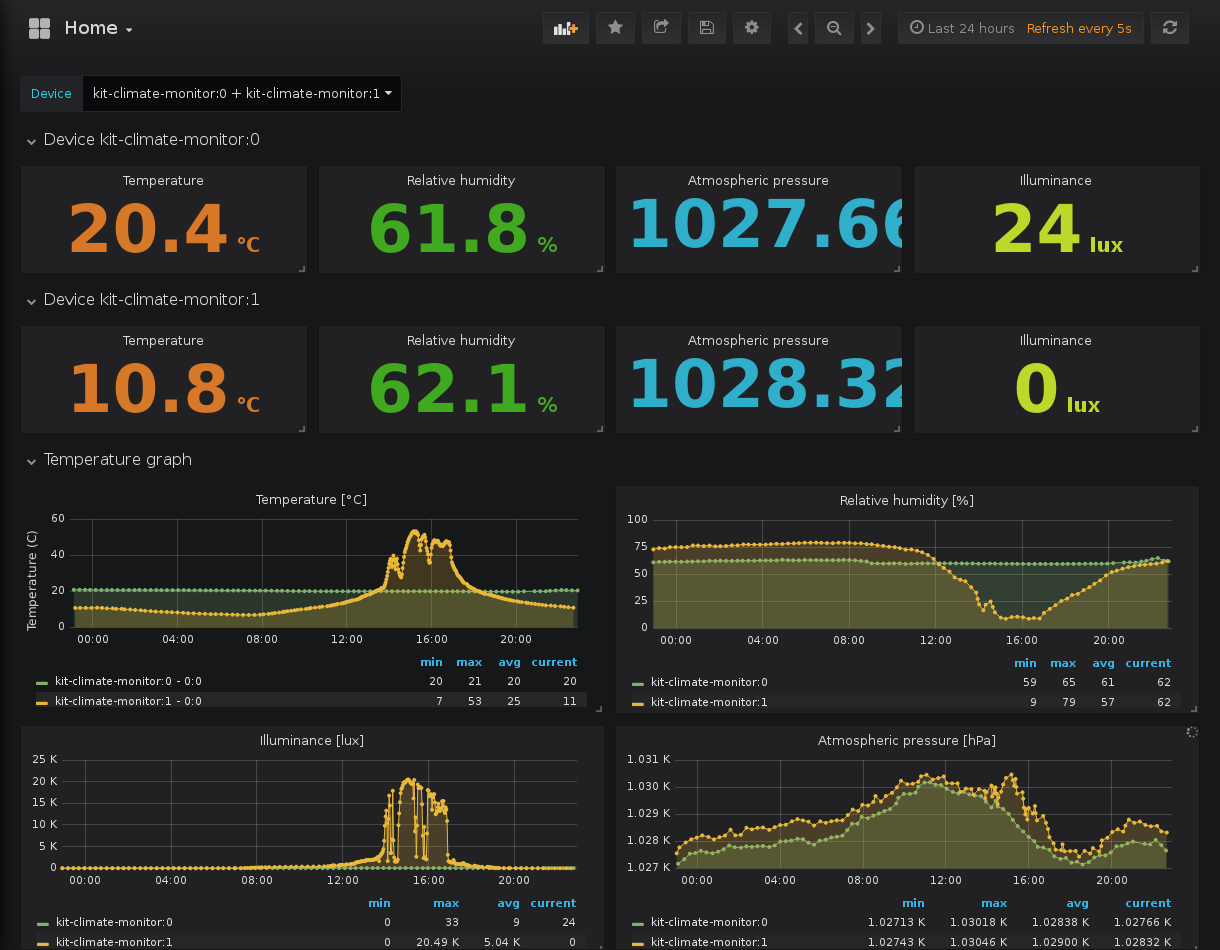 Home
Last 24 hours Refresh every 5s
Device kit-climate-monitor:0 + kit-climate-monitor:1
Device kit-climate-monitor:0
Temperature Relative humidity Atmospheric pressure Illuminance
20.4 °C 61.8 % 1027.66 24 lux
Device kit-climate-monitor:1
Temperature Relative humidity Atmospheric pressure Illuminance
10.8 °C 62.1 % 1028.32 0 lux
Temperature graph
Temperature [°C]
Temperature (C)
60
40
20
0
00:00 04:00 08:00 12:00 16:00 20:00
min max avg current
kit-climate-monitor:0 - 0:0 20 21 20 20
kit-climate-monitor:1 - 0:0 7 53 25 11
Relative humidity [%]
100
75
50
25
0
00:00 04:00 08:00 12:00 16:00 20:00
min max avg current
kit-climate-monitor:0 59 65 61 62
kit-climate-monitor:1 9 79 57 62
Illuminance [lux]
25 K
20 K
15 K
10 K
5 K
0
00:00 04:00 08:00 12:00 16:00 20:00
min max avg current
kit-climate-monitor:0 0 33 9 24
kit-climate-monitor:1 0 20.49 K 5.04 K 0
Atmospheric pressure [hPa]
1.031 K
1.030 K
1.029 K
1.028 K
1.027 K
00:00 04:00 08:00 12:00 16:00 20:00
min max avg current
kit-climate-monitor:0 1.02713 K 1.03018 K 1.02838 K 1.02766 K
kit-climate-monitor:1 1.02743 K 1.03046 K 1.02900 K 1.02832 K